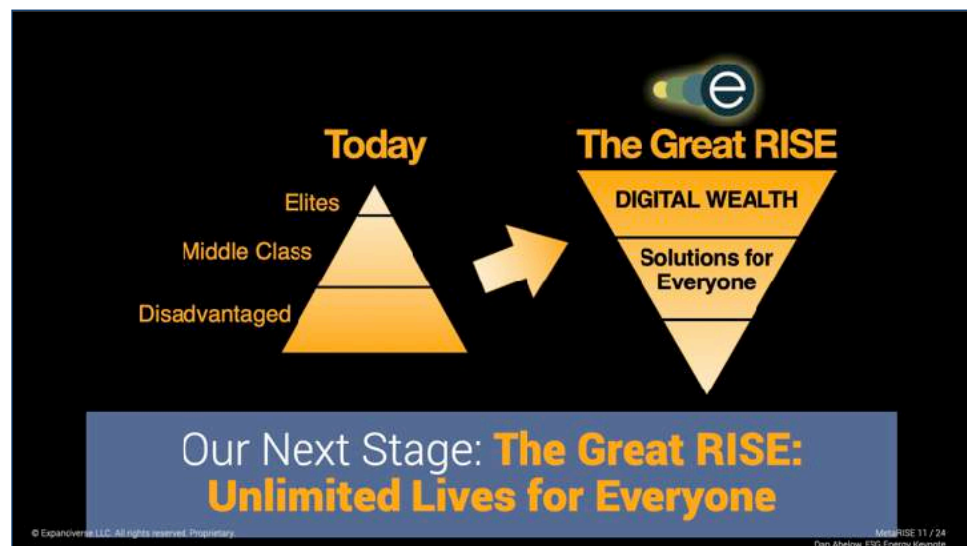 e
Today
The Great RISE
Elites
Middle Class
Disadvantaged
DIGITAL WEALTH
Solutions for
Everyone
Our Next Stage: The Great RISE:
Unlimited Lives for Everyone
© Expanciverse LLC. All rights reserved. Proprietary.
MetaRISE 11 / 24
Dan Abelow, ESG Energy Keynote